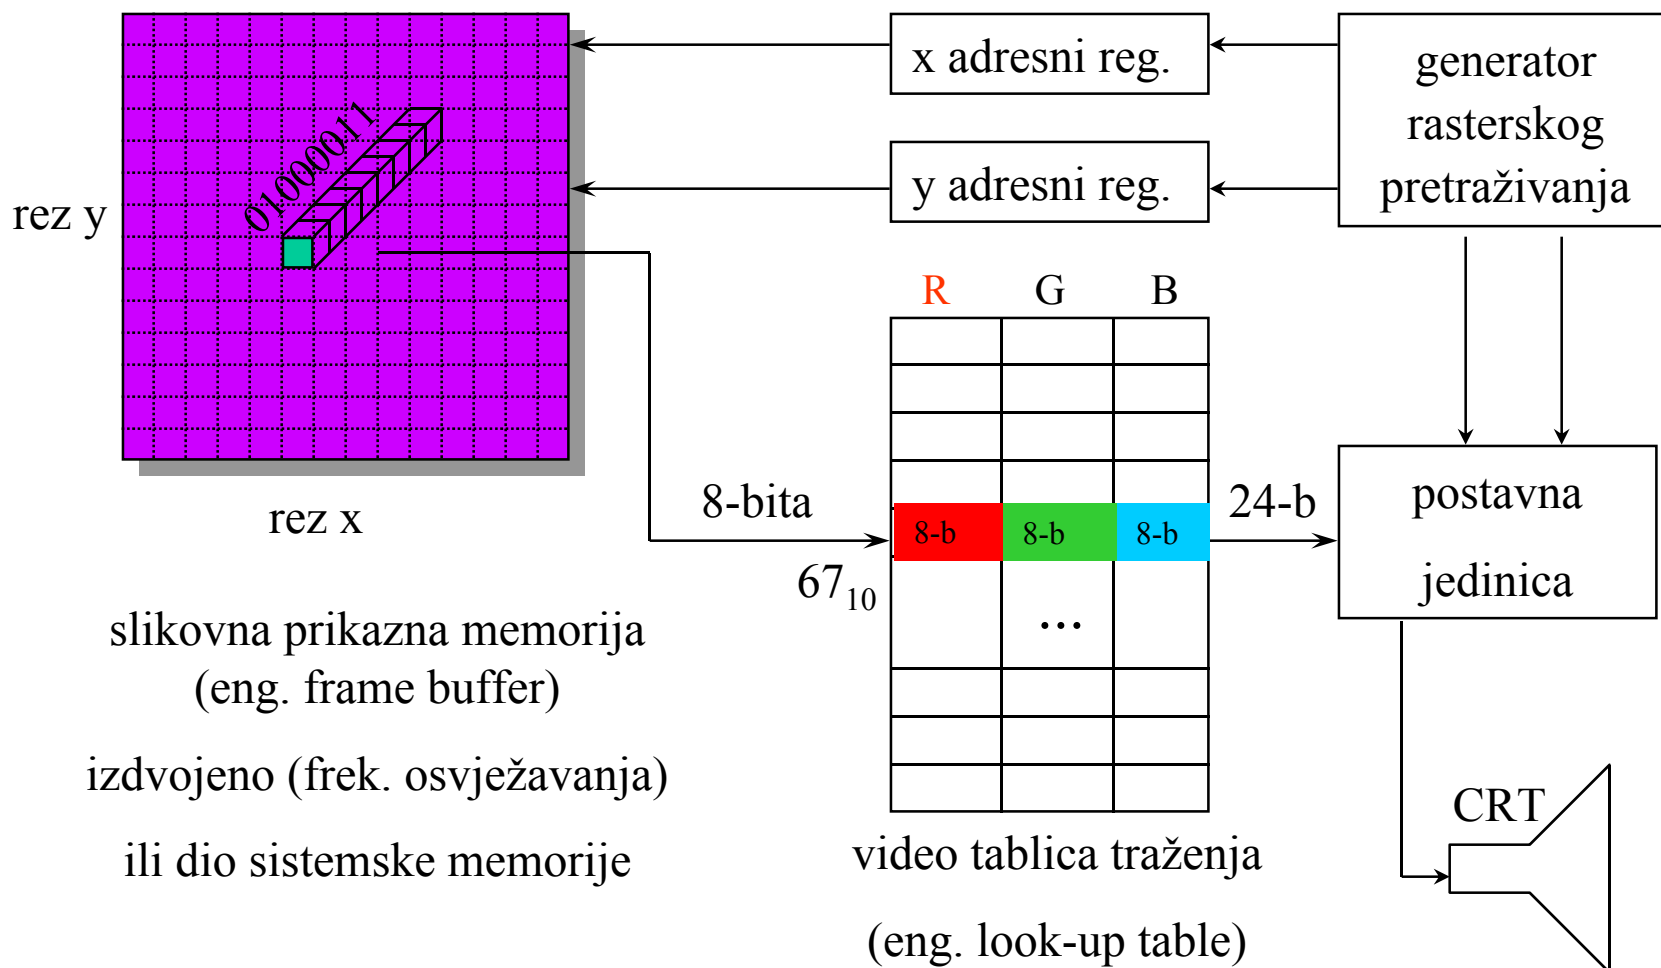 x adresni reg.
generator
rasterskog
pretraživanja
01000011
y adresni reg.
rez y
R G B
8-bita
24-b
postavna
jedinica
rez x
8-b 8-b 8-b
67₁₀
...
slikovna prikazna memorija
(eng. frame buffer)
izdvojeno (frek. osvježavanja)
ili dio sistemske memorije
CRT
video tablica traženja
(eng. look-up table)